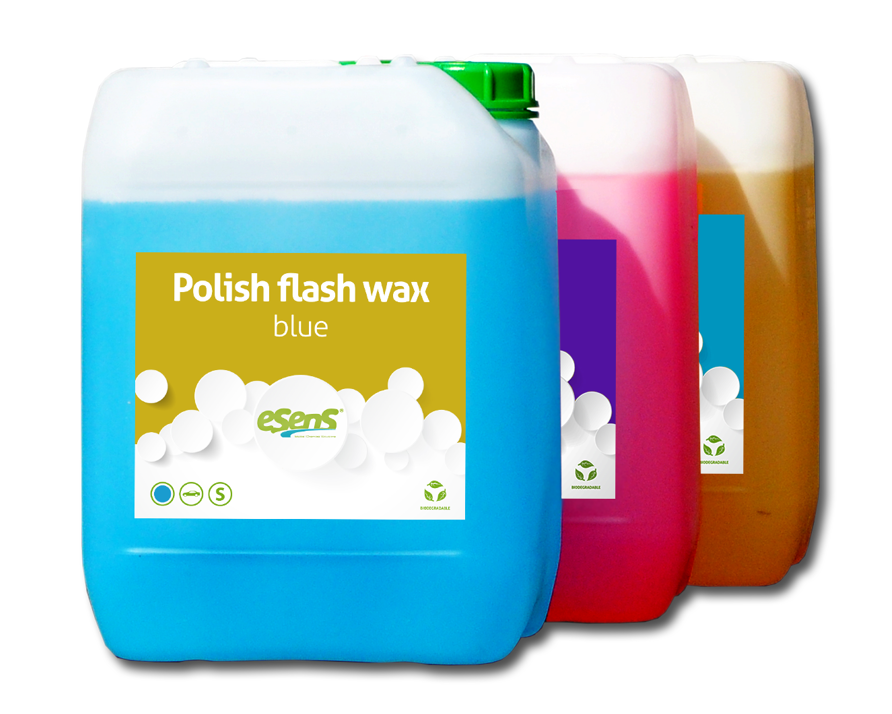 Polish flash wax
blue
eSenS®
S
BIODEGRADABLE
BIODEGRADABLE
BIODEGRADABLE